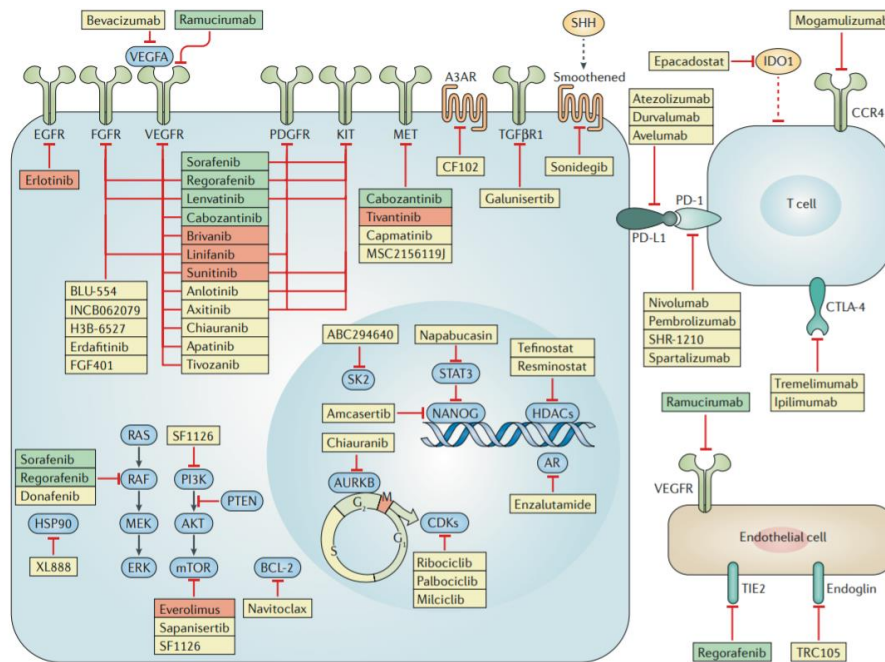 Bevacizumab
Ramucirumab
VEGFA
SHH
Mogamulizumab
Epacadostat
IDO1
A3AR
Smoothened
CCR4
EGFR
FGFR
VEGFR
PDGFR
KIT
MET
TGFβR1
Atezolizumab
Durvalumab
Avelumab
Erlotinib
Sorafenib
Regorafenib
Lenvatinib
Cabozantinib
Brivanib
Linifanib
Sunitinib
Anlotinib
Axitinib
Chiauranib
Apatinib
Tivozanib
CF102
Sonidegib
Galunisertib
Cabozantinib
Tivantinib
Capmatinib
MSC2156119J
PD-1
PD-L1
T cell
BLU-554
INCB062079
H3B-6527
Erdafitinib
FGF401
Nivolumab
Pembrolizumab
SHR-1210
Spartalizumab
CTLA-4
Tremelimumab
Ipilimumab
ABC294640
SK2
Napabucasin
STAT3
Tefinostat
Resminostat
Amcasertib
NANOG
HDACs
Chiauranib
AURKB
AR
Enzalutamide
G2
M
G1
S
CDKs
Ribociclib
Palbociclib
Milciclib
RAS
SF1126
Sorafenib
Regorafenib
Donafenib
RAF
PI3K
PTEN
HSP90
MEK
AKT
XL888
ERK
mTOR
BCL-2
Everolimus
Sapanisertib
SF1126
Navitoclax
Ramucirumab
VEGFR
Endothelial cell
TIE2
Endoglin
Regorafenib
TRC105